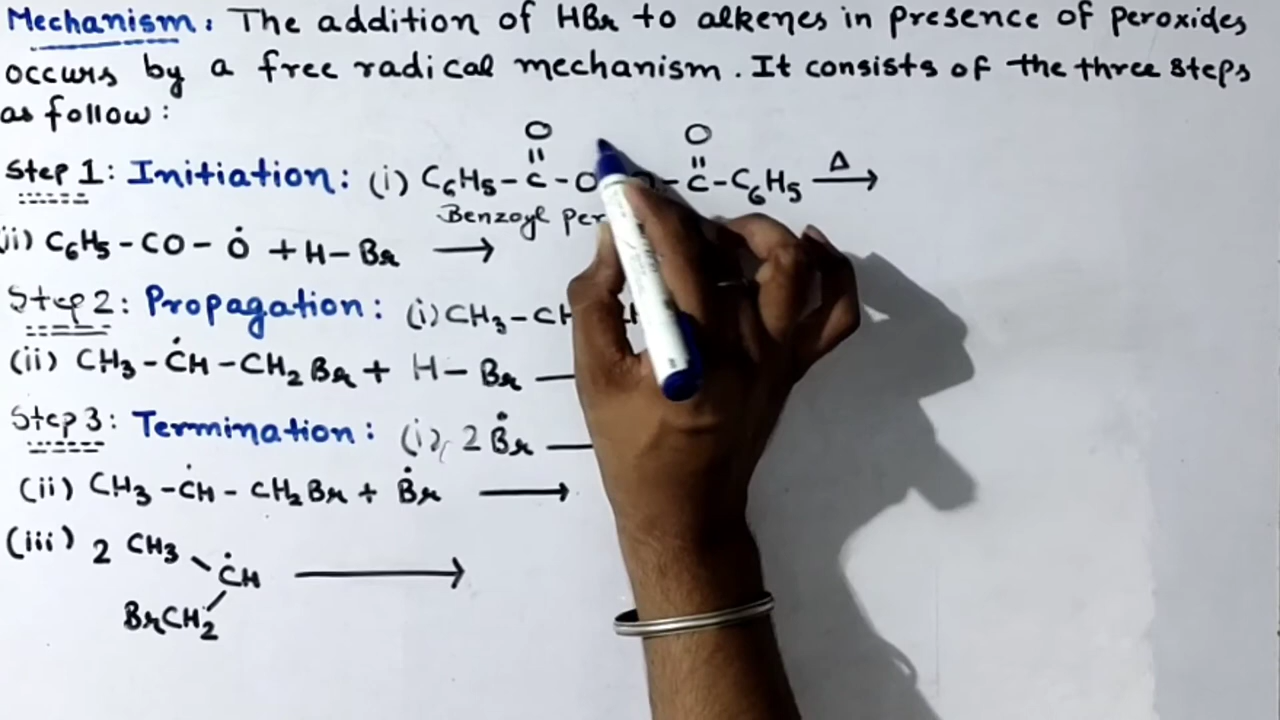 Mechanism: The addition of HBr to alkenes in presence of peroxides
occurs by a free radical mechanism. It consists of the three steps
as follow:
O O
Step 1: Initiation: (i) C₆H₅-C-O O-C-C₆H₅ Δ→
Benzoyl
ii) C₆H₅-CO-Ȯ + H-Br →
Step 2: Propagation: (i) CH₃-CH
(ii) CH₃-ĊH-CH₂Br + H-Br —
Step 3: Termination: (i) 2 Ḃr —
(ii) CH₃-ĊH-CH₂Br + Ḃr →
(iii) 2 CH₃
ĊH →
BrCH₂